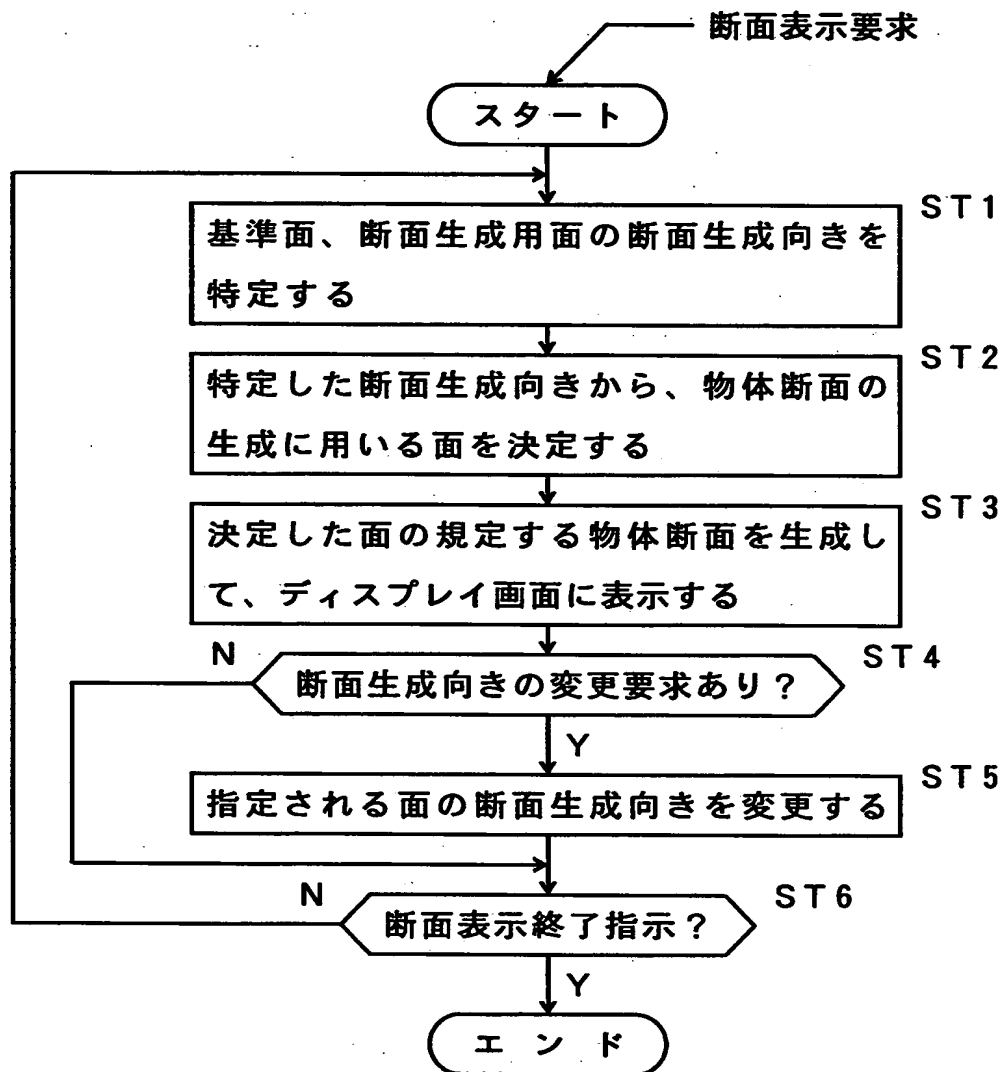 断面表示要求
スタート
ST1
基準面、断面生成用面の断面生成向きを
特定する
ST2
特定した断面生成向きから、物体断面の
生成に用いる面を決定する
ST3
決定した面の規定する物体断面を生成し
て、ディスプレイ画面に表示する
N
ST4
断面生成向きの変更要求あり？
Y
ST5
指定される面の断面生成向きを変更する
N
ST6
断面表示終了指示？
Y
エンド